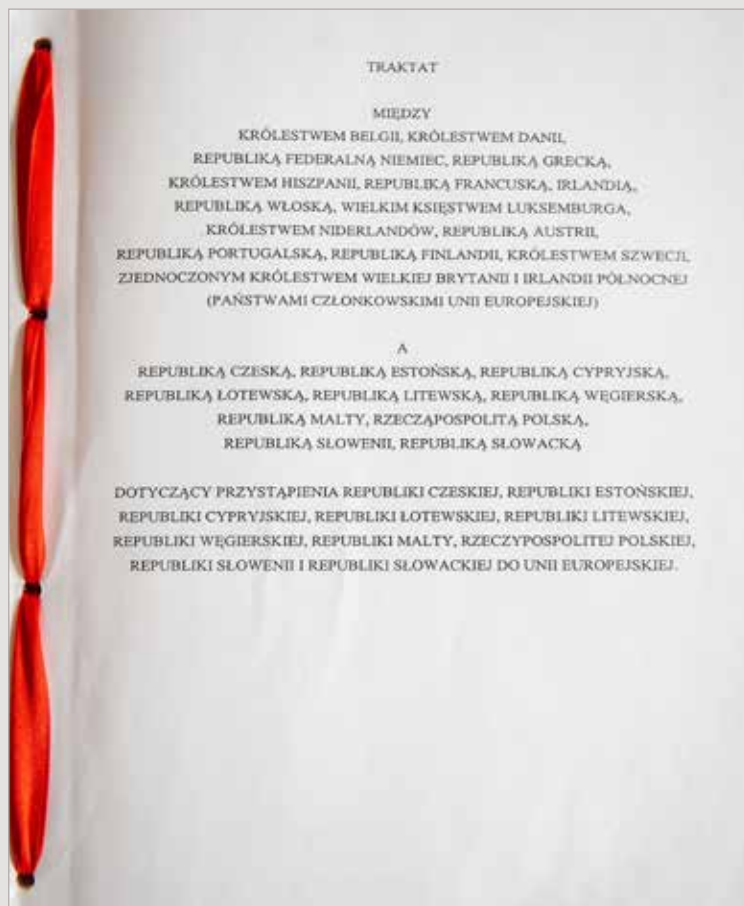 TRAKTAT
MIĘDZY
KRÓLESTWEM BELGII, KRÓLESTWEM DANII,
REPUBLIKĄ FEDERALNĄ NIEMIEC, REPUBLIKĄ GRECKĄ,
KRÓLESTWEM HISZPANII, REPUBLIKĄ FRANCUSKĄ, IRLANDIĄ,
REPUBLIKĄ WŁOSKĄ, WIELKIM KSIĘSTWEM LUKSEMBURGA,
KRÓLESTWEM NIDERLANDÓW, REPUBLIKĄ AUSTRII,
REPUBLIKĄ PORTUGALSKĄ, REPUBLIKĄ FINLANDII, KRÓLESTWEM SZWECJI,
ZJEDNOCZONYM KRÓLESTWEM WIELKIEJ BRYTANII I IRLANDII PÓŁNOCNEJ
(PAŃSTWAMI CZŁONKOWSKIMI UNII EUROPEJSKIEJ)
A
REPUBLIKĄ CZESKĄ, REPUBLIKĄ ESTOŃSKĄ, REPUBLIKĄ CYPRYJSKĄ,
REPUBLIKĄ ŁOTEWSKĄ, REPUBLIKĄ LITEWSKĄ, REPUBLIKĄ WĘGIERSKĄ,
REPUBLIKĄ MALTY, RZECZĄPOSPOLITĄ POLSKĄ,
REPUBLIKĄ SŁOWENII, REPUBLIKĄ SŁOWACKĄ
DOTYCZĄCY PRZYSTĄPIENIA REPUBLIKI CZESKIEJ, REPUBLIKI ESTOŃSKIEJ,
REPUBLIKI CYPRYJSKIEJ, REPUBLIKI ŁOTEWSKIEJ, REPUBLIKI LITEWSKIEJ,
REPUBLIKI WĘGIERSKIEJ, REPUBLIKI MALTY, RZECZYPOSPOLITEJ POLSKIEJ,
REPUBLIKI SŁOWENII I REPUBLIKI SŁOWACKIEJ DO UNII EUROPEJSKIEJ.